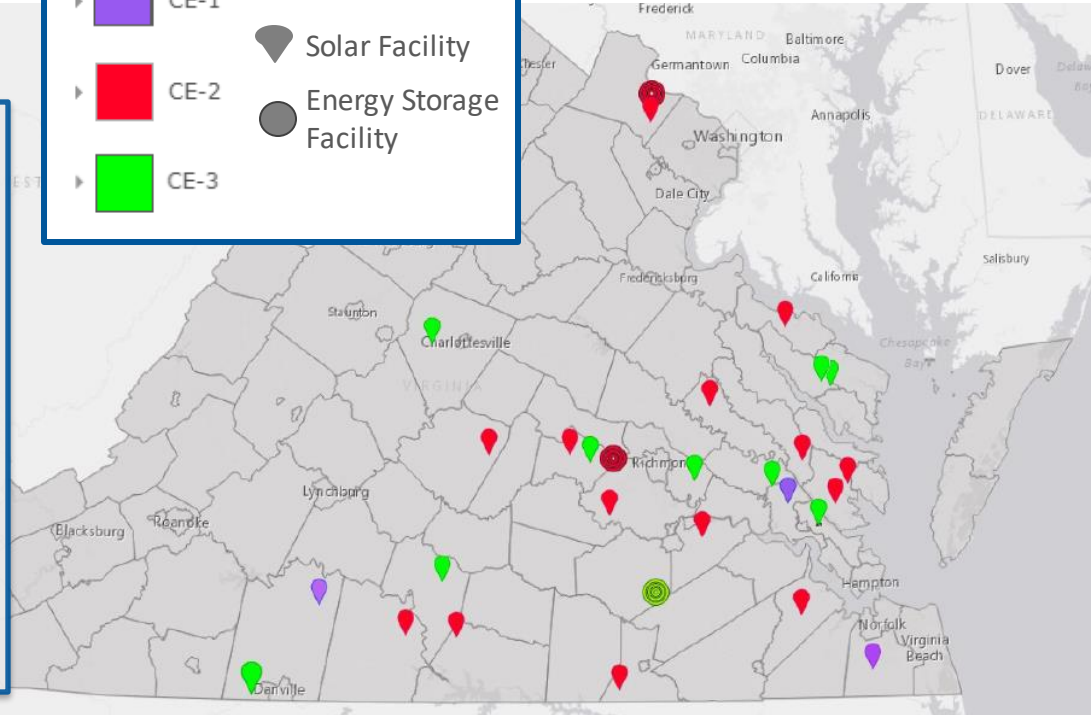 CE-1
Solar Facility
CE-2
Energy Storage
Facility
CE-3
Frederick
MARYLAND
Baltimore
Columbia
Germantown
Dover
Annapolis
DELAWARE
Washington
Dale City
Salisbury
Fredericksburg
California
Staunton
Charlottesville
Chesapeake
Bay
VIRGINIA
Richmon
Lynchburg
Roanoke
Blacksburg
Hampton
Norfolk
Virginia
Beach
Danville